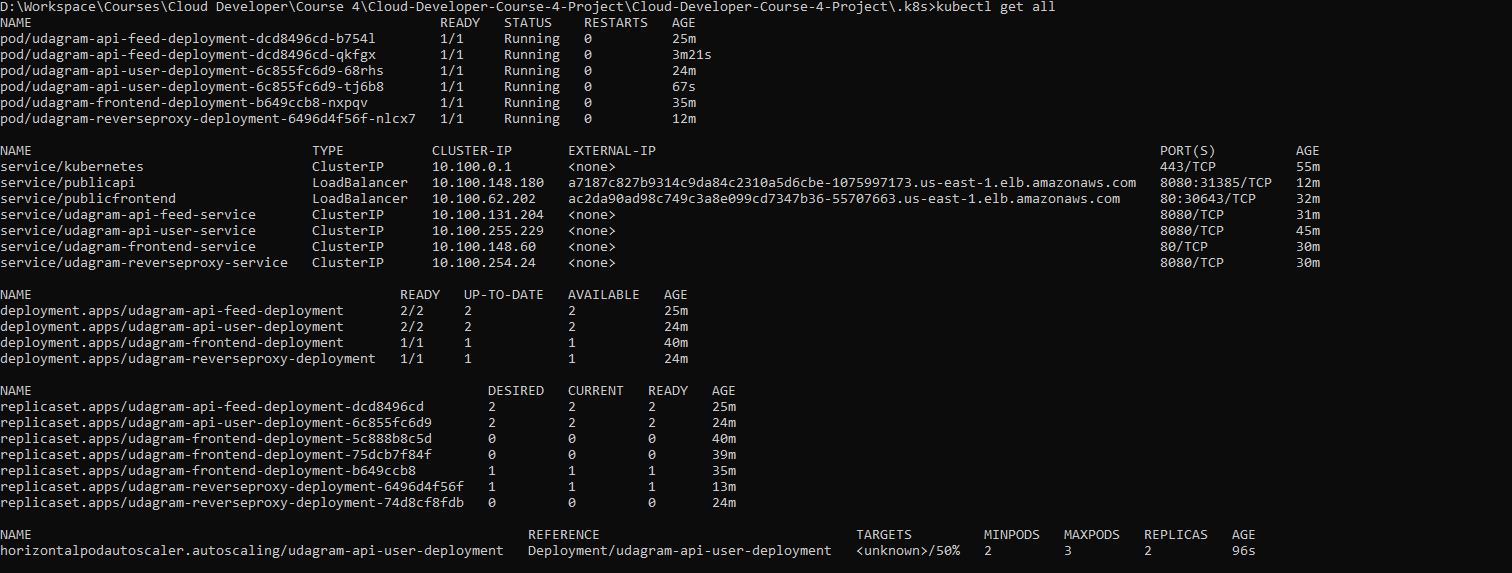 D:\Workspace\Courses\Cloud Developer\Course 4\Cloud-Developer-Course-4-Project\Cloud-Developer-Course-4-Project\.k8s>kubectl get all
NAME READY STATUS RESTARTS AGE
pod/udagram-api-feed-deployment-dcd8496cd-b754l 1/1 Running 0 25m
pod/udagram-api-feed-deployment-dcd8496cd-qkfgx 1/1 Running 0 3m21s
pod/udagram-api-user-deployment-6c855fc6d9-68rhs 1/1 Running 0 24m
pod/udagram-api-user-deployment-6c855fc6d9-tj6b8 1/1 Running 0 67s
pod/udagram-frontend-deployment-b649ccb8-nxpqv 1/1 Running 0 35m
pod/udagram-reverseproxy-deployment-6496d4f56f-nlcx7 1/1 Running 0 12m
NAME TYPE CLUSTER-IP EXTERNAL-IP PORT(S) AGE
service/kubernetes ClusterIP 10.100.0.1 <none> 443/TCP 55m
service/publicapi LoadBalancer 10.100.148.180 a7187c827b9314c9da84c2310a5d6cbe-1075997173.us-east-1.elb.amazonaws.com 8080:31385/TCP 12m
service/publicfrontend LoadBalancer 10.100.62.202 ac2da90ad98c749c3a8e099cd7347b36-55707663.us-east-1.elb.amazonaws.com 80:30643/TCP 32m
service/udagram-api-feed-service ClusterIP 10.100.131.204 <none> 8080/TCP 31m
service/udagram-api-user-service ClusterIP 10.100.255.229 <none> 8080/TCP 45m
service/udagram-frontend-service ClusterIP 10.100.148.60 <none> 80/TCP 30m
service/udagram-reverseproxy-service ClusterIP 10.100.254.24 <none> 8080/TCP 30m
NAME READY UP-TO-DATE AVAILABLE AGE
deployment.apps/udagram-api-feed-deployment 2/2 2 2 25m
deployment.apps/udagram-api-user-deployment 2/2 2 2 24m
deployment.apps/udagram-frontend-deployment 1/1 1 1 40m
deployment.apps/udagram-reverseproxy-deployment 1/1 1 1 24m
NAME DESIRED CURRENT READY AGE
replicaset.apps/udagram-api-feed-deployment-dcd8496cd 2 2 2 25m
replicaset.apps/udagram-api-user-deployment-6c855fc6d9 2 2 2 24m
replicaset.apps/udagram-frontend-deployment-5c888b8c5d 0 0 0 40m
replicaset.apps/udagram-frontend-deployment-75dcb7f84f 0 0 0 39m
replicaset.apps/udagram-frontend-deployment-b649ccb8 1 1 1 35m
replicaset.apps/udagram-reverseproxy-deployment-6496d4f56f 1 1 1 13m
replicaset.apps/udagram-reverseproxy-deployment-74d8cf8fdb 0 0 0 24m
NAME REFERENCE TARGETS MINPODS MAXPODS REPLICAS AGE
horizontalpodautoscaler.autoscaling/udagram-api-user-deployment Deployment/udagram-api-user-deployment <unknown>/50% 2 3 2 96s